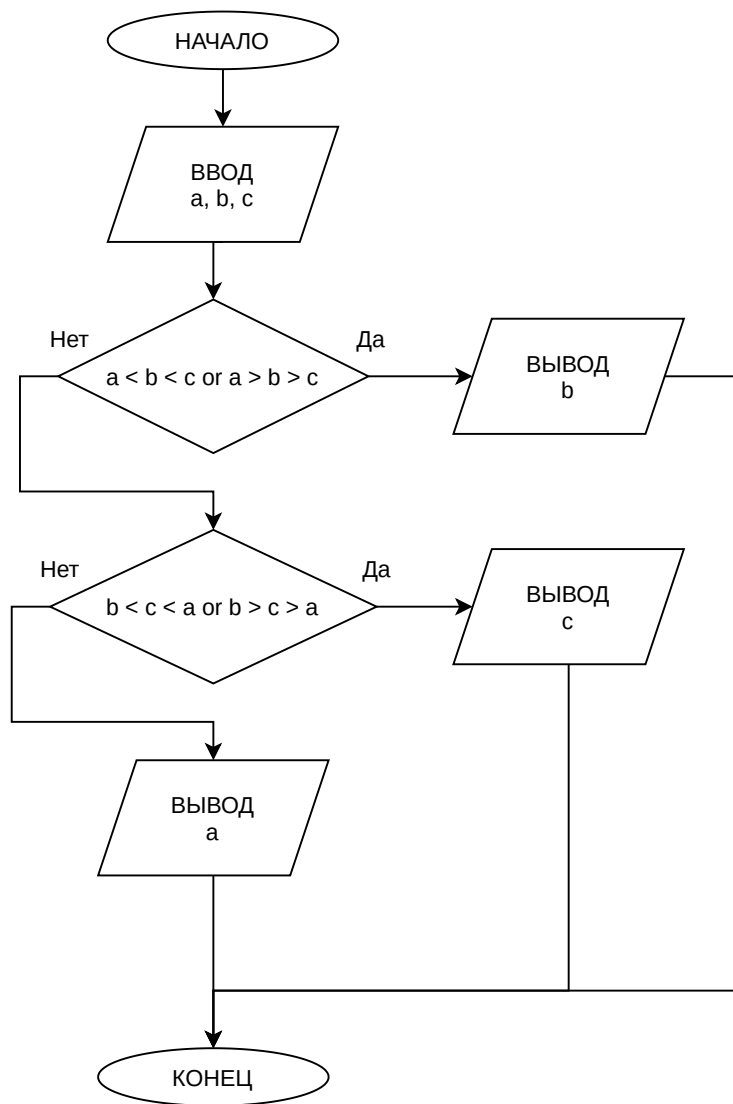 НАЧАЛО
ВВОД
a, b, c
Нет
Да
a < b < c or a > b > c
ВЫВОД
b
Нет
Да
b < c < a or b > c > a
ВЫВОД
c
ВЫВОД
a
КОНЕЦ